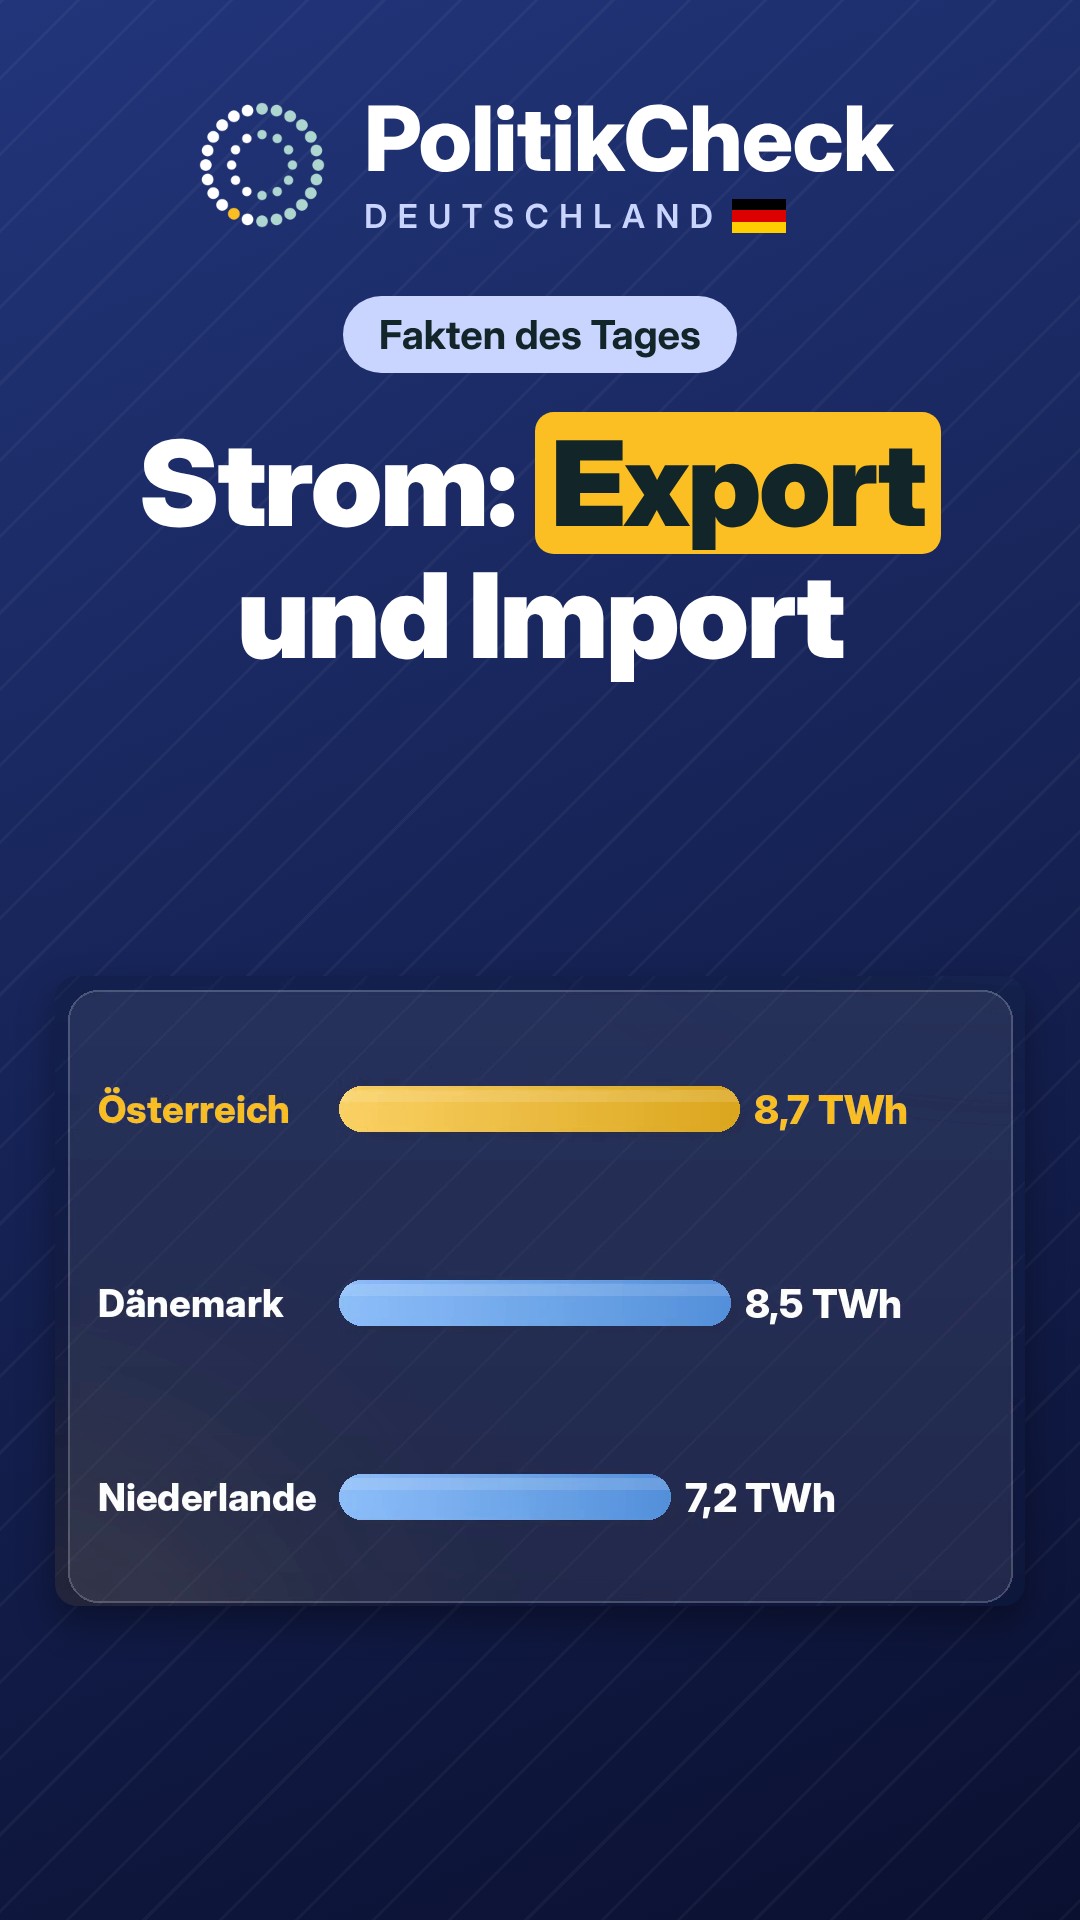 PolitikCheck
DEUTSCHLAND
Fakten des Tages
Strom: Export
und Import
Österreich 8,7 TWh
Dänemark 8,5 TWh
Niederlande 7,2 TWh